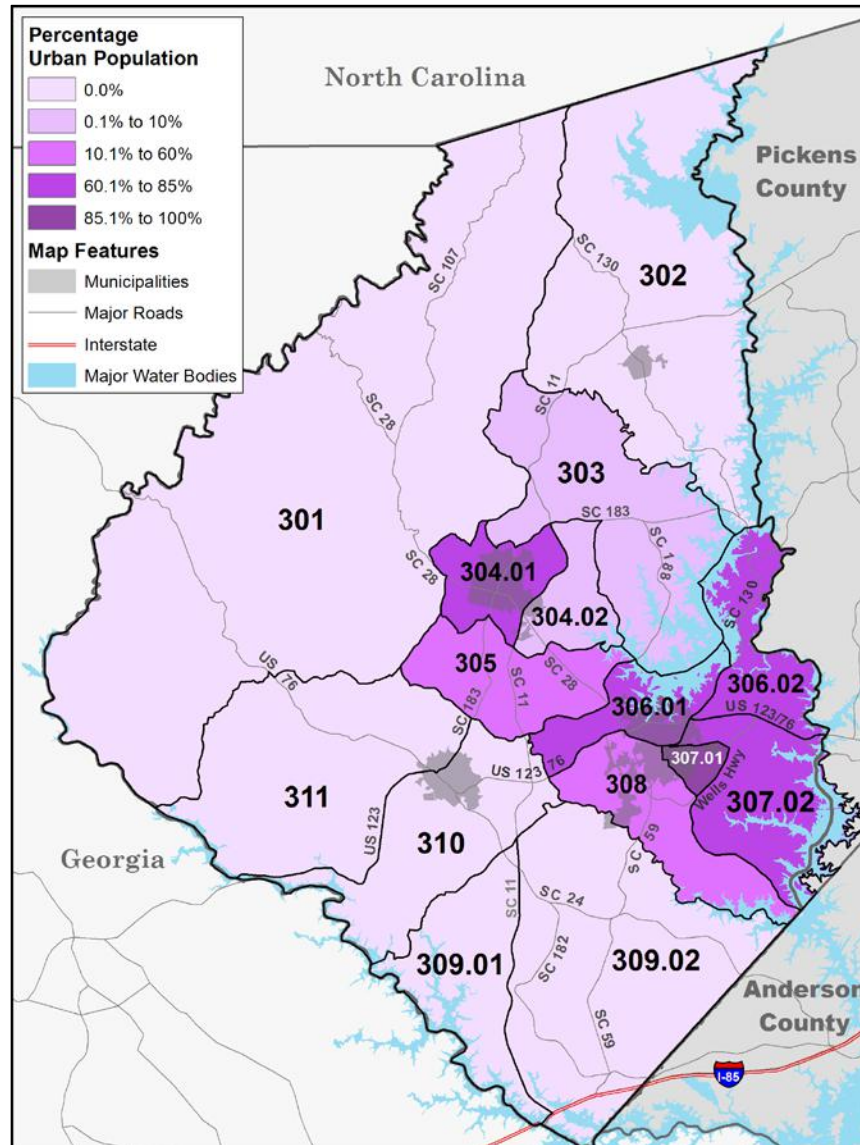 Percentage
Urban Population
0.0%
0.1% to 10%
10.1% to 60%
60.1% to 85%
85.1% to 100%
Map Features
Municipalities
Major Roads
Interstate
Major Water Bodies
North Carolina
Pickens
County
SC 107
SC 130
302
SC 11
SC 28
303
301
SC 183
SC 188
SC 28
304.01
SC 130
304.02
305
SC 28
306.02
US 76
SC 183
SC 11
306.01
US 123/76
307.01
US 123/76
308
Wells Hwy
307.02
311
US 123
310
SC 59
Georgia
SC 11
SC 24
309.01
SC 182
309.02
SC 59
Anderson
County
I-85